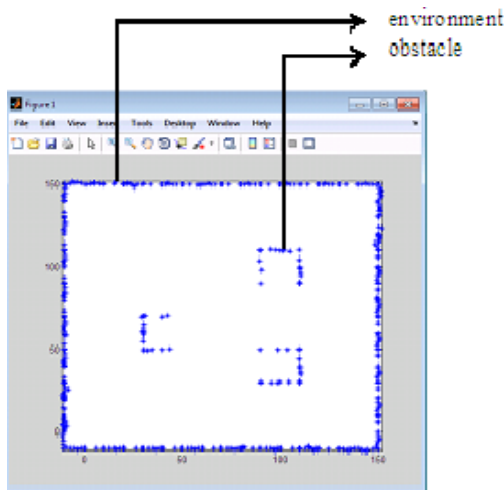 environment
obstacle
Figure 1
File Edit View Insert Tools Desktop Window Help
150
100
50
0
0 50 100 150